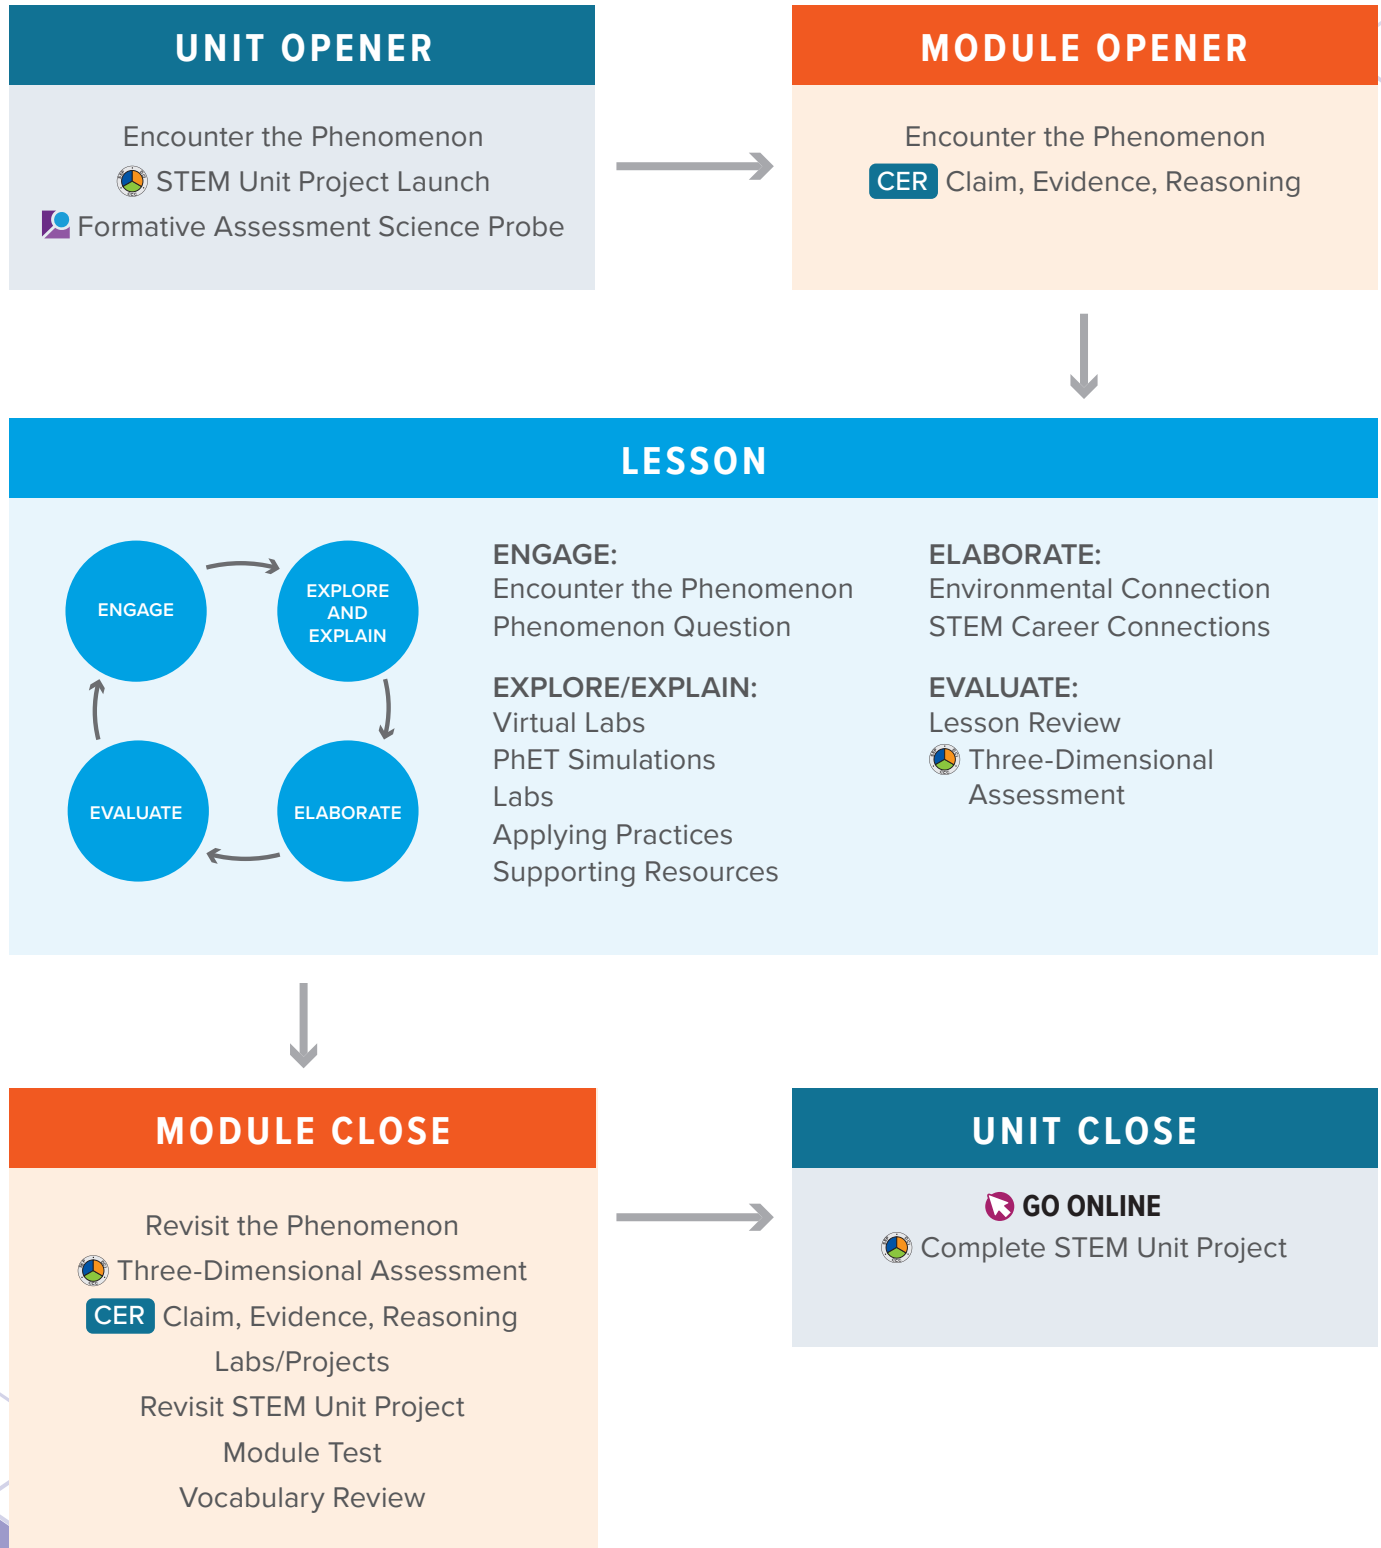 UNIT OPENER
Encounter the Phenomenon
STEM Unit Project Launch
Formative Assessment Science Probe
MODULE OPENER
Encounter the Phenomenon
CER Claim, Evidence, Reasoning
LESSON
ENGAGE
EXPLORE
AND
EXPLAIN
EVALUATE
ELABORATE
ENGAGE:
Encounter the Phenomenon
Phenomenon Question
EXPLORE/EXPLAIN:
Virtual Labs
PhET Simulations
Labs
Applying Practices
Supporting Resources
ELABORATE:
Environmental Connection
STEM Career Connections
EVALUATE:
Lesson Review
Three-Dimensional
Assessment
MODULE CLOSE
Revisit the Phenomenon
Three-Dimensional Assessment
CER Claim, Evidence, Reasoning
Labs/Projects
Revisit STEM Unit Project
Module Test
Vocabulary Review
UNIT CLOSE
GO ONLINE
Complete STEM Unit Project